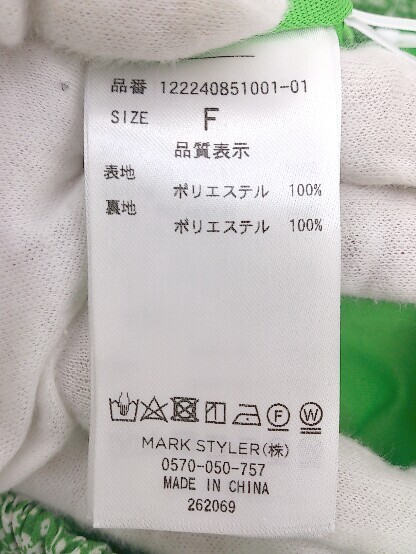 品番 122240851001-01
SIZE F
品質表示
表地
ポリエステル 100%
裏地
ポリエステル 100%
F W
MARK STYLER(株)
0570-050-757
MADE IN CHINA
262069